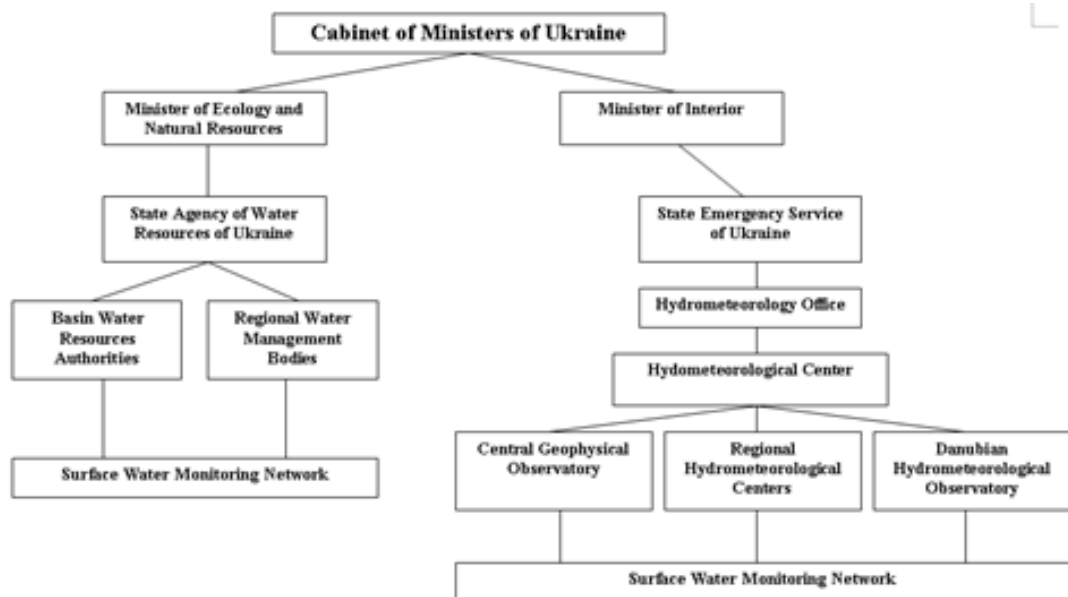 Cabinet of Ministers of Ukraine
Minister of Ecology and
Natural Resources
Minister of Interior
State Agency of Water
Resources of Ukraine
State Emergency Service
of Ukraine
Basin Water
Resources
Authorities
Regional Water
Management
Bodies
Hydrometeorology Office
Hydometeorological Center
Central Geophysical
Observatory
Regional
Hydrometeorological
Centers
Danubian
Hydrometeorological
Observatory
Surface Water Monitoring Network
Surface Water Monitoring Network